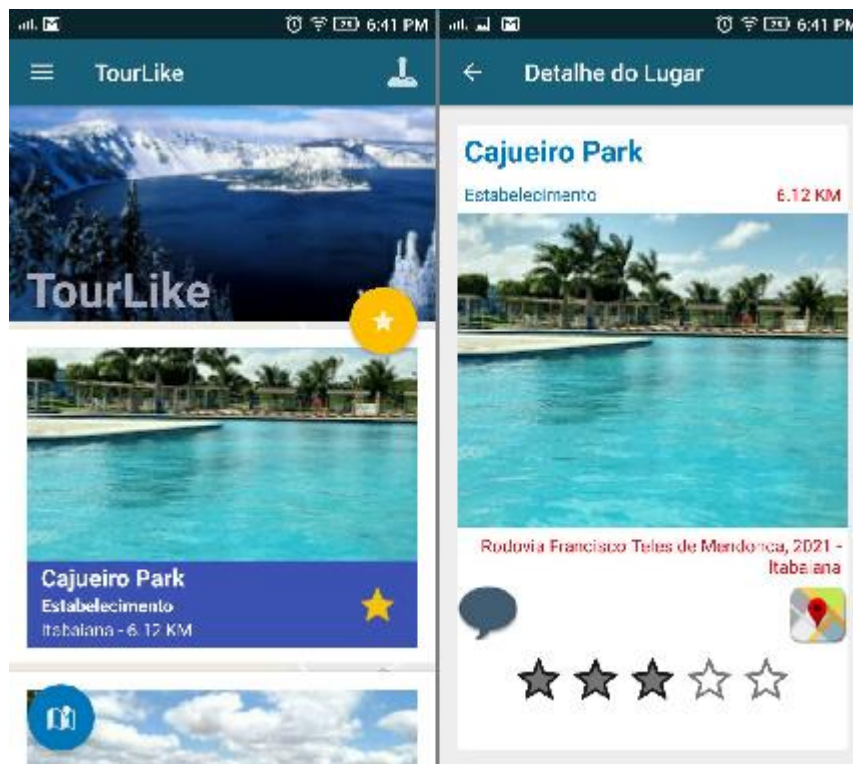 6:41 PM
TourLike
TourLike
Cajueiro Park
Estabelecimento
Itabaiana - 6.12 KM
6:41 PM
Detalhe do Lugar
Cajueiro Park
Estabelecimento
6.12 KM
Rodovia Francisco Teles de Mendonca, 2021 -
Itabaiana